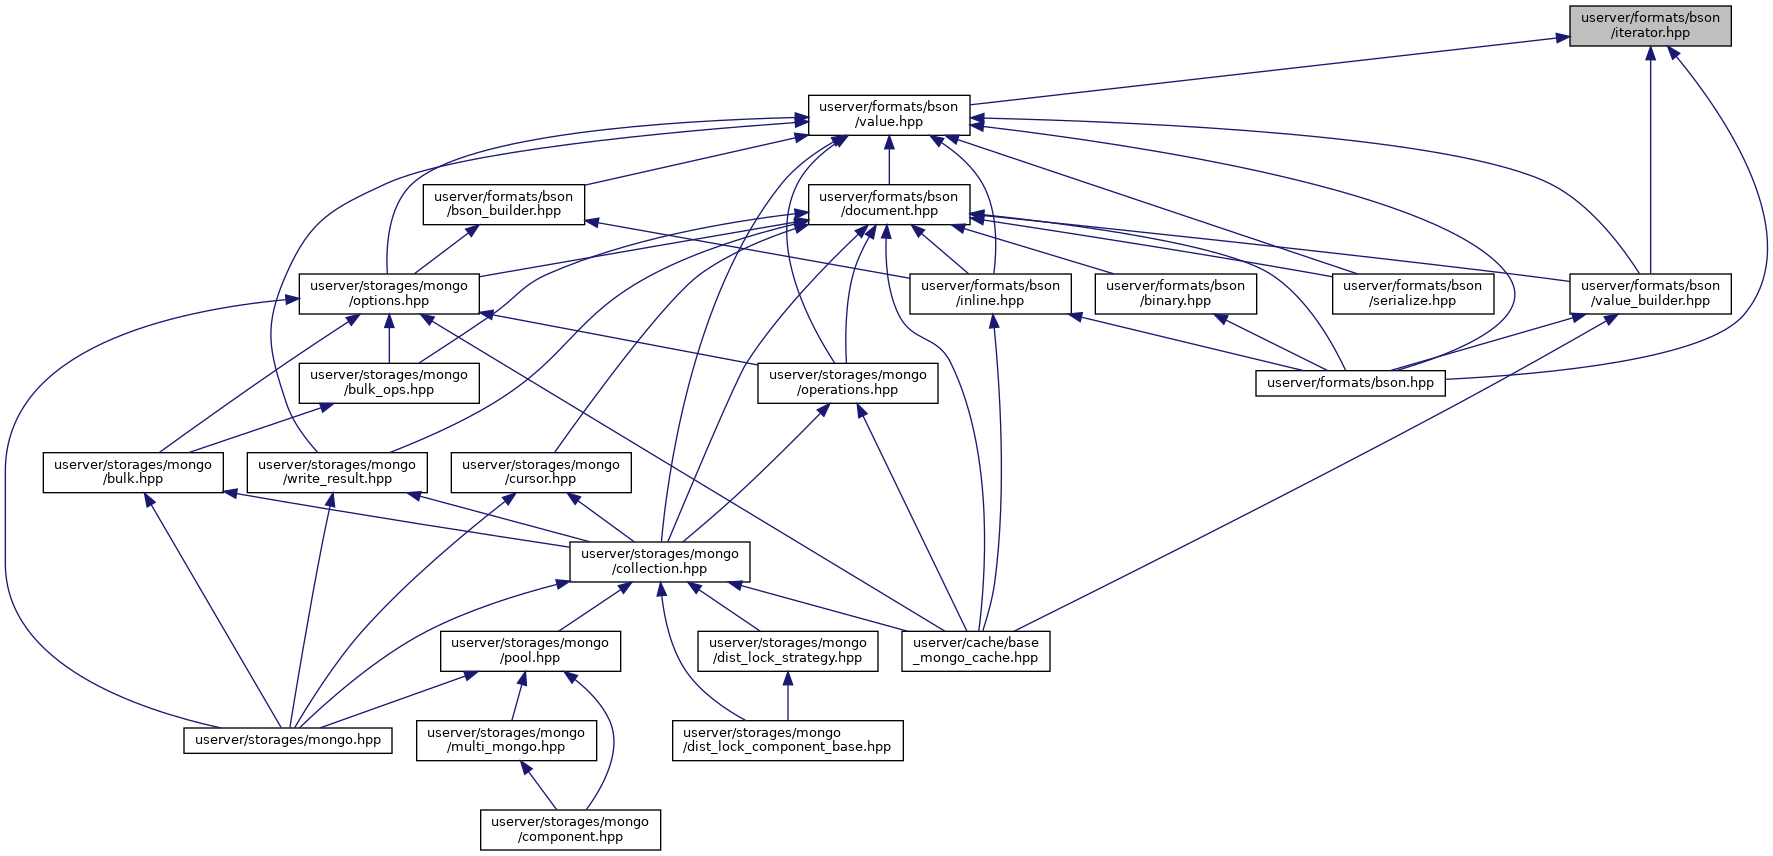 userver/formats/bson
/iterator.hpp
userver/formats/bson
/value.hpp
userver/formats/bson
/bson_builder.hpp
userver/formats/bson
/document.hpp
userver/storages/mongo
/options.hpp
userver/formats/bson
/inline.hpp
userver/formats/bson
/binary.hpp
userver/formats/bson
/serialize.hpp
userver/formats/bson
/value_builder.hpp
userver/storages/mongo
/bulk_ops.hpp
userver/storages/mongo
/operations.hpp
userver/formats/bson.hpp
userver/storages/mongo
/bulk.hpp
userver/storages/mongo
/write_result.hpp
userver/storages/mongo
/cursor.hpp
userver/storages/mongo
/collection.hpp
userver/storages/mongo
/pool.hpp
userver/storages/mongo
/dist_lock_strategy.hpp
userver/cache/base
_mongo_cache.hpp
userver/storages/mongo.hpp
userver/storages/mongo
/multi_mongo.hpp
userver/storages/mongo
/dist_lock_component_base.hpp
userver/storages/mongo
/component.hpp